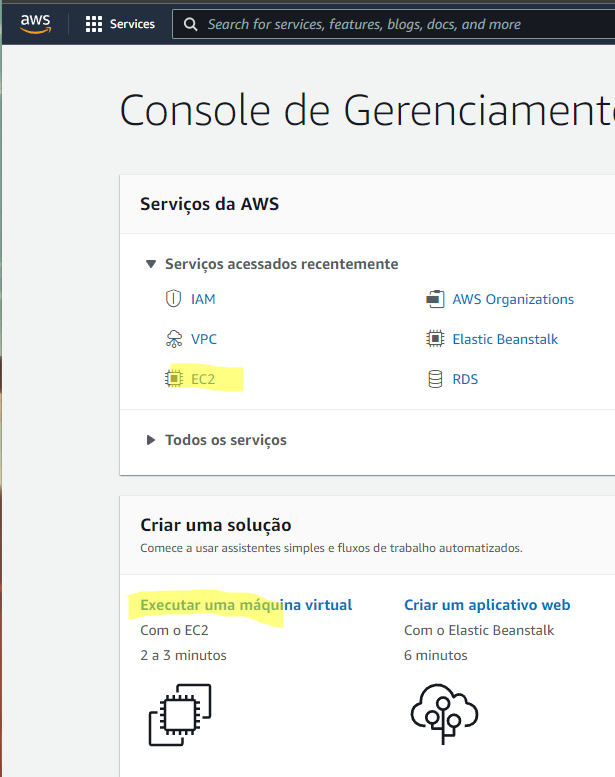 aws
Services
Search for services, features, blogs, docs, and more
Console de Gerenciament
Serviços da AWS
Serviços acessados recentemente
IAM
AWS Organizations
VPC
Elastic Beanstalk
EC2
RDS
Todos os serviços
Criar uma solução
Comece a usar assistentes simples e fluxos de trabalho automatizados.
Executar uma máquina virtual
Com o EC2
2 a 3 minutos
Criar um aplicativo web
Com o Elastic Beanstalk
6 minutos